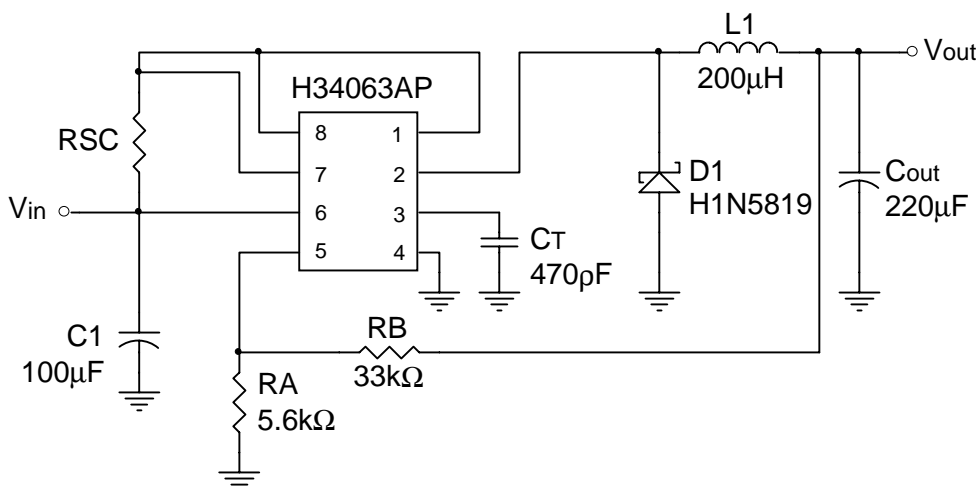 L1
200μH
Vout
H34063AP
RSC
8
1
7
2
6
3
5
4
Vin
D1
H1N5819
Cout
220μF
CT
470ρF
C1
100μF
RB
33kΩ
RA
5.6kΩ